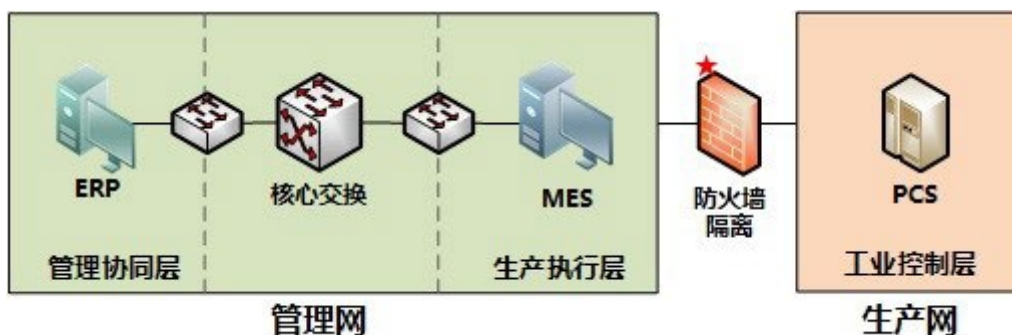 ERP
核心交换
MES
防火墙
隔离
PCS
管理协同层
生产执行层
工业控制层
管理网
生产网